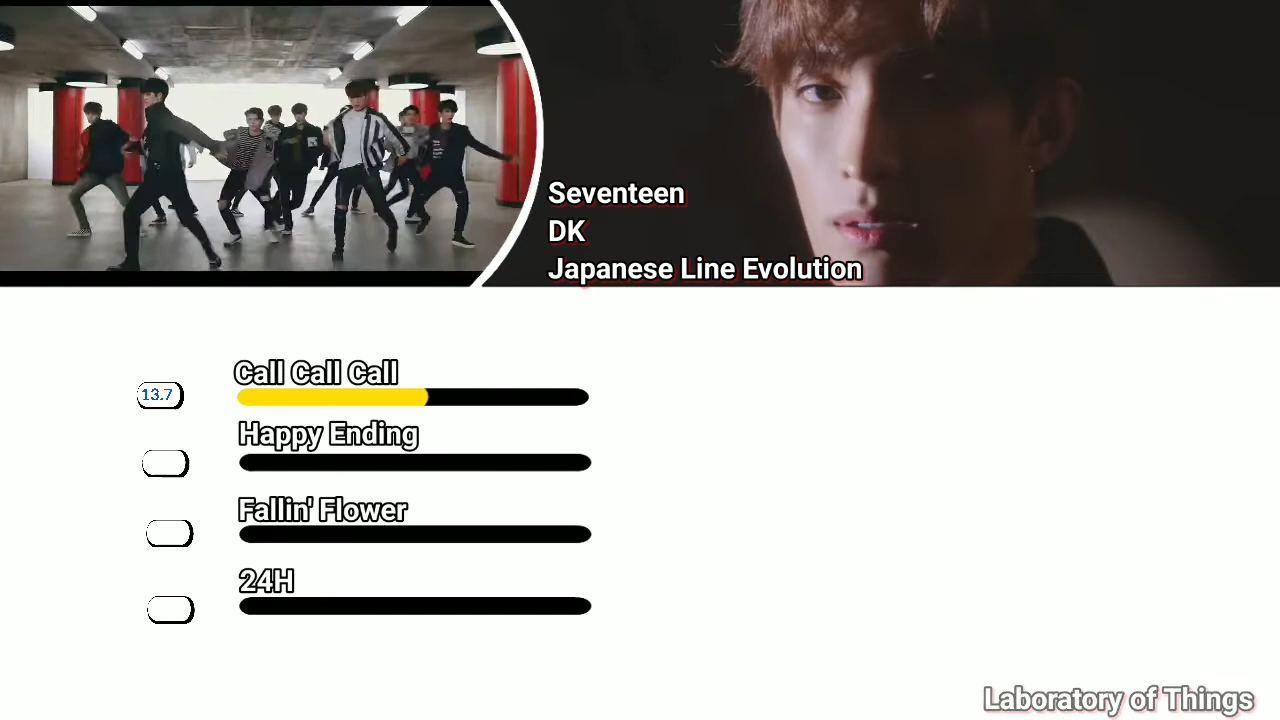 Seventeen
DK
Japanese Line Evolution
Call Call Call
13.7
Happy Ending
Fallin' Flower
24H
Laboratory of Things